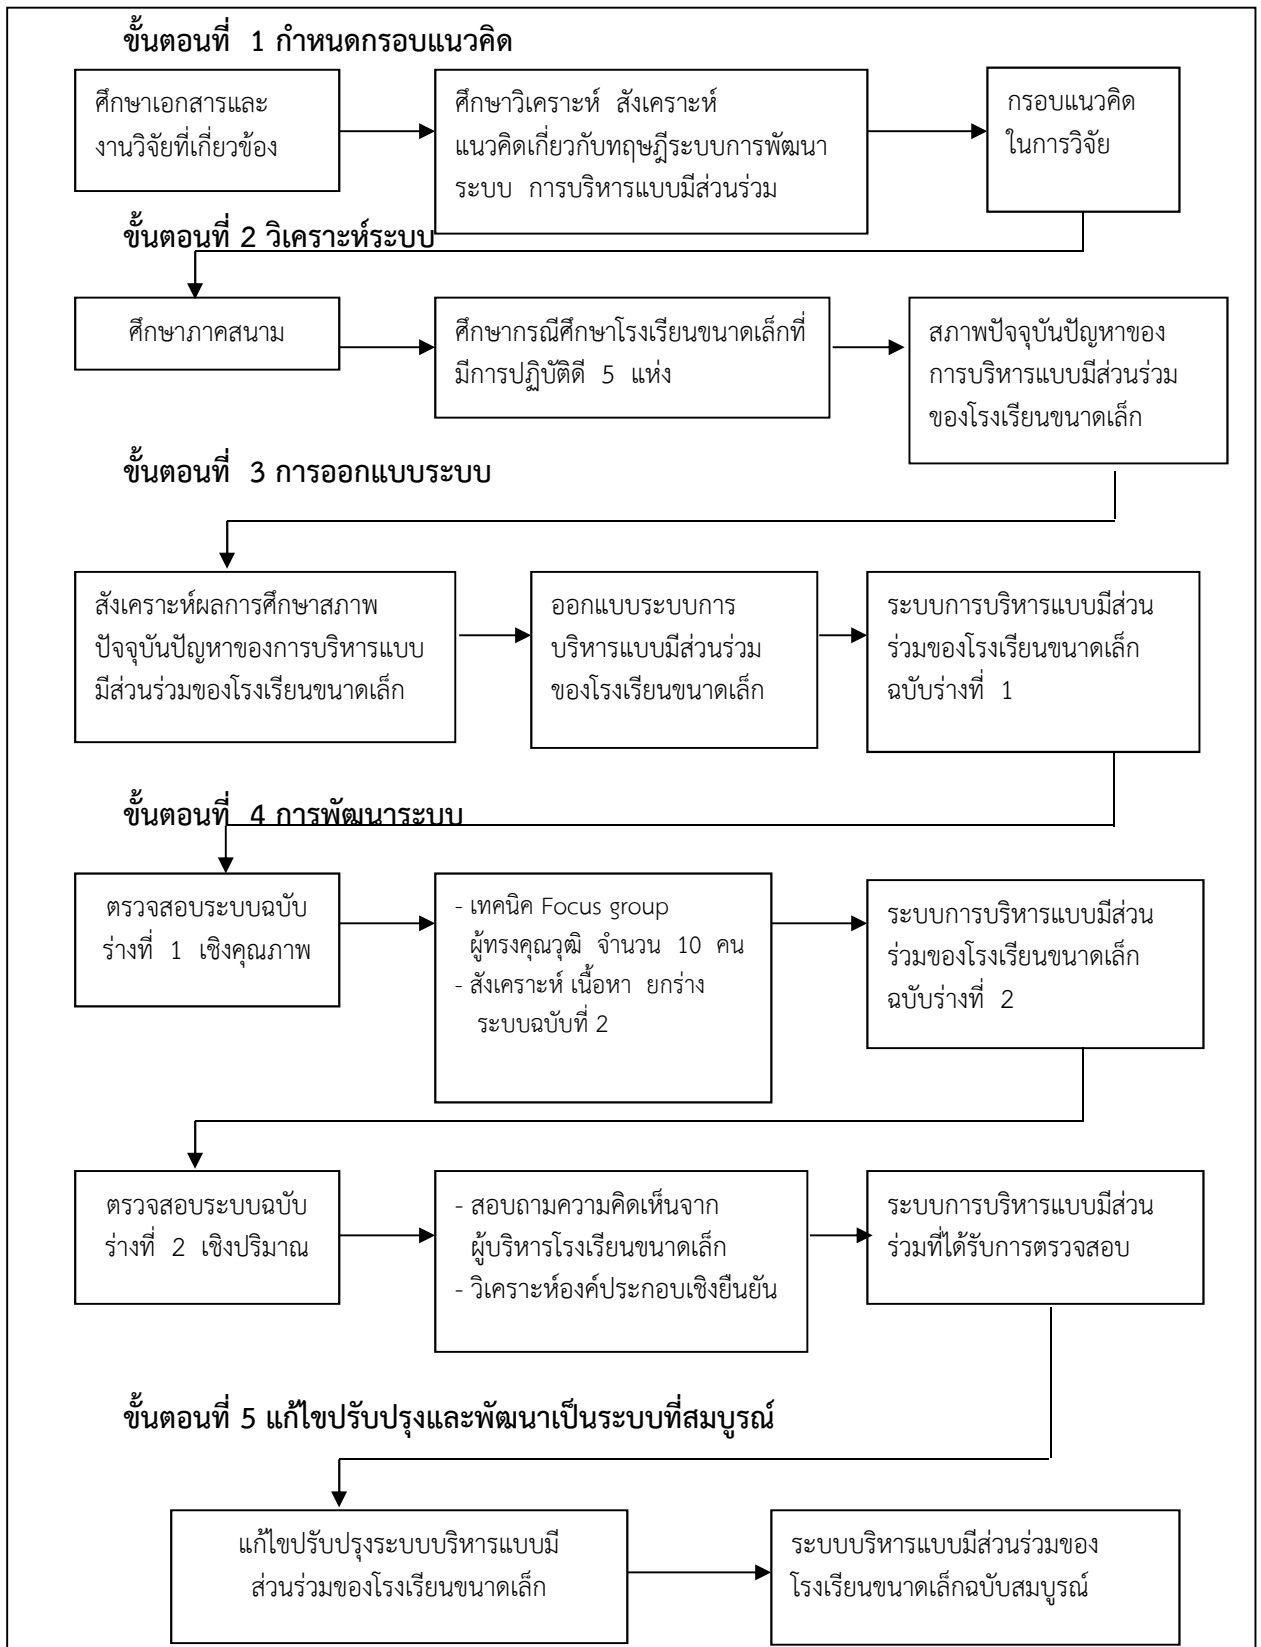 ขั้นตอนที่ 1 กำหนดกรอบแนวคิด
ศึกษาเอกสารและ
งานวิจัยที่เกี่ยวข้อง
ศึกษาวิเคราะห์ สังเคราะห์
แนวคิดเกี่ยวกับทฤษฎีระบบการพัฒนา
ระบบ การบริหารแบบมีส่วนร่วม
กรอบแนวคิด
ในการวิจัย
ขั้นตอนที่ 2 วิเคราะห์ระบบ
ศึกษาภาคสนาม
ศึกษากรณีศึกษาโรงเรียนขนาดเล็กที่
มีการปฏิบัติดี 5 แห่ง
สภาพปัจจุบันปัญหาของ
การบริหารแบบมีส่วนร่วม
ของโรงเรียนขนาดเล็ก
ขั้นตอนที่ 3 การออกแบบระบบ
สังเคราะห์ผลการศึกษาสภาพ
ปัจจุบันปัญหาของการบริหารแบบ
มีส่วนร่วมของโรงเรียนขนาดเล็ก
ออกแบบระบบการ
บริหารแบบมีส่วนร่วม
ของโรงเรียนขนาดเล็ก
ระบบการบริหารแบบมีส่วน
ร่วมของโรงเรียนขนาดเล็ก
ฉบับร่างที่ 1
ขั้นตอนที่ 4 การพัฒนาระบบ
ตรวจสอบระบบฉบับ
ร่างที่ 1 เชิงคุณภาพ
- เทคนิค Focus group
ผู้ทรงคุณวุฒิ จำนวน 10 คน
- สังเคราะห์ เนื้อหา ยกร่าง
ระบบฉบับที่ 2
ระบบการบริหารแบบมีส่วน
ร่วมของโรงเรียนขนาดเล็ก
ฉบับร่างที่ 2
ตรวจสอบระบบฉบับ
ร่างที่ 2 เชิงปริมาณ
- สอบถามความคิดเห็นจาก
ผู้บริหารโรงเรียนขนาดเล็ก
- วิเคราะห์องค์ประกอบเชิงยืนยัน
ระบบการบริหารแบบมีส่วน
ร่วมที่ได้รับการตรวจสอบ
ขั้นตอนที่ 5 แก้ไขปรับปรุงและพัฒนาเป็นระบบที่สมบูรณ์
แก้ไขปรับปรุงระบบบริหารแบบมี
ส่วนร่วมของโรงเรียนขนาดเล็ก
ระบบบริหารแบบมีส่วนร่วมของ
โรงเรียนขนาดเล็กฉบับสมบูรณ์